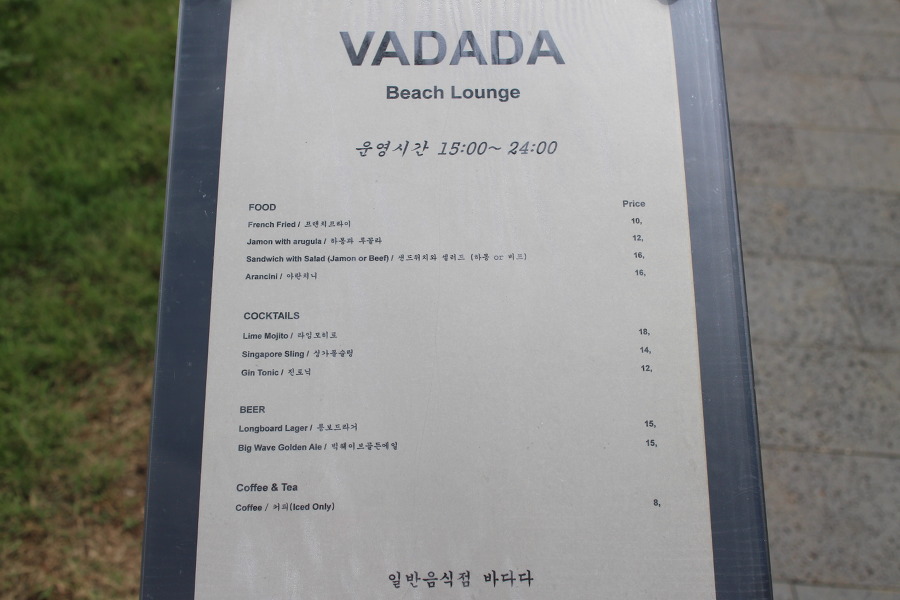 VADADA
Beach Lounge
운영시간 15:00~ 24:00
FOOD Price
French Fried / 프렌치프라이 10,
Jamon with arugula / 하몽과 루꼴라 12,
Sandwich with Salad (Jamon or Beef) / 샌드위치와 샐러드 (하몽 or 비프) 16,
Arancini / 아란치니 16,
COCKTAILS
Lime Mojito / 라임모히또 18,
Singapore Sling / 싱가폴슬링 14,
Gin Tonic / 진토닉 12,
BEER
Longboard Lager / 롱보드라거 15,
Big Wave Golden Ale / 빅웨이브골든에일 15,
Coffee & Tea
Coffee / 커피(Iced Only) 8,
일반음식점 바다다